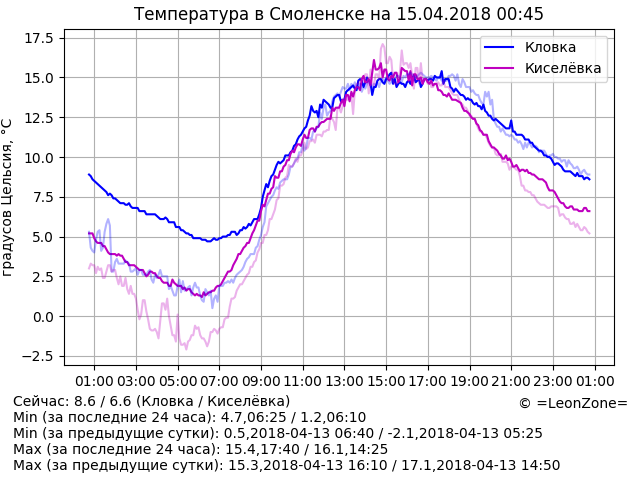 Температура в Смоленске на 15.04.2018 00:45
17.5
15.0
12.5
10.0
7.5
5.0
2.5
0.0
−2.5
градусов Цельсия, °C
Кловка
Киселёвка
01:00 03:00 05:00 07:00 09:00 11:00 13:00 15:00 17:00 19:00 21:00 23:00 01:00
Сейчас: 8.6 / 6.6 (Кловка / Киселёвка)
© =LeonZone=
Min (за последние 24 часа): 4.7,06:25 / 1.2,06:10
Min (за предыдущие сутки): 0.5,2018-04-13 06:40 / -2.1,2018-04-13 05:25
Max (за последние 24 часа): 15.4,17:40 / 16.1,14:25
Max (за предыдущие сутки): 15.3,2018-04-13 16:10 / 17.1,2018-04-13 14:50